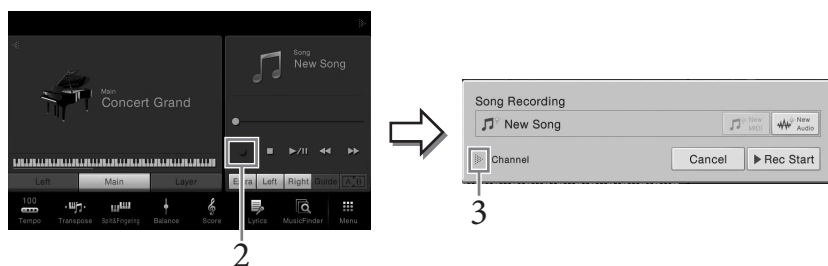 Song
New Song
Main
Concert Grand
Left Main Layer
Extra Left Right Guide A B
100
Tempo Transpose Split&Fingering Balance Score Lyrics MusicFinder Menu
2
Song Recording
New Song
New MIDI
New Audio
Channel
Cancel
Rec Start
3